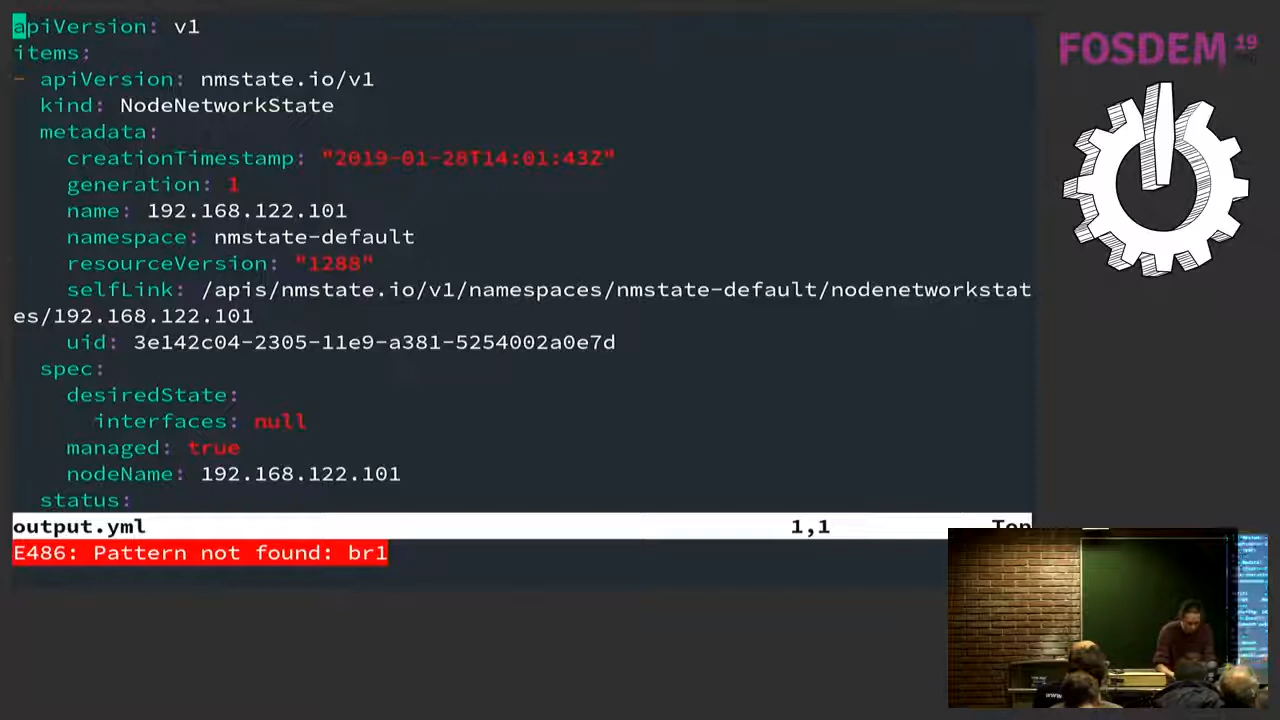 apiVersion: v1
items:
- apiVersion: nmstate.io/v1
kind: NodeNetworkState
metadata:
creationTimestamp: "2019-01-28T14:01:43Z"
generation: 1
name: 192.168.122.101
namespace: nmstate-default
resourceVersion: "1288"
selfLink: /apis/nmstate.io/v1/namespaces/nmstate-default/nodenetworkstat
es/192.168.122.101
uid: 3e142c04-2305-11e9-a381-5254002a0e7d
spec:
desiredState:
interfaces: null
managed: true
nodeName: 192.168.122.101
status:
output.yml 1,1 Top
E486: Pattern not found: br1
FOSDEM 19